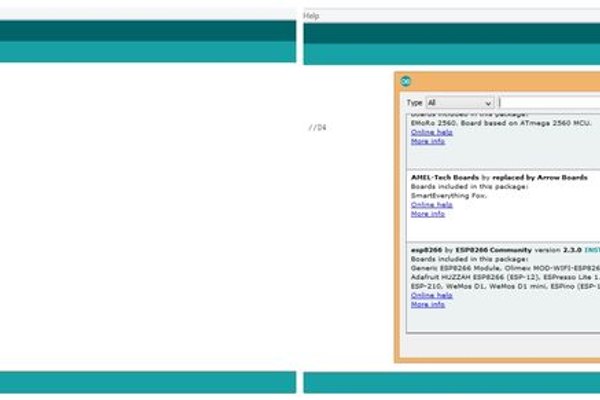 Help
//D4
Type All
Boards included in this package:
EMoRo 2560. Board based on ATmega 2560 MCU.
Online help
More info
AMEL-Tech Boards by replaced by Arrow Boards
Boards included in this package:
SmartEverything Fox.
Online help
More info
esp8266 by ESP8266 Community version 2.3.0 INST
Boards included in this package:
Generic ESP8266 Module, Olimex MOD-WIFI-ESP826
Adafruit HUZZAH ESP8266 (ESP-12), ESPresso Lite 1.
ESP-210, WeMos D1, WeMos D1 mini, ESPino (ESP-1
Online help
More info